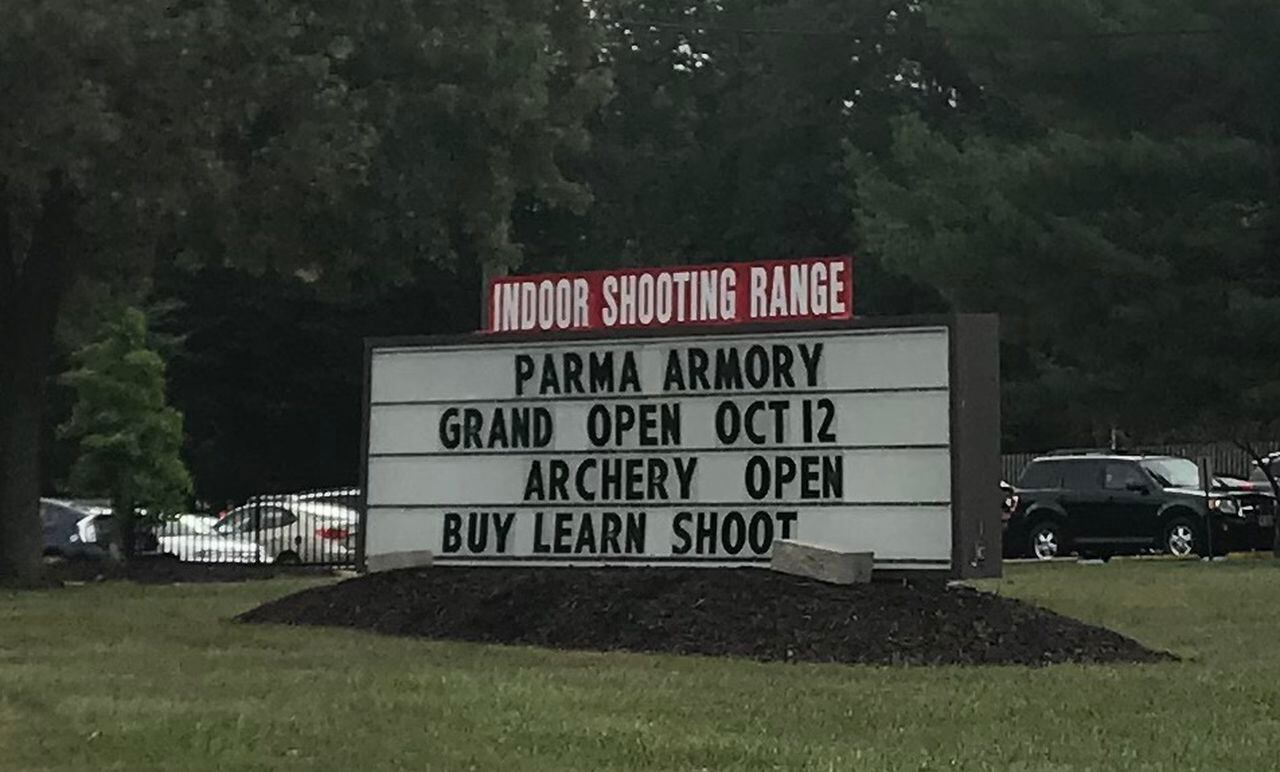 INDOOR SHOOTING RANGE
PARMA ARMORY
GRAND OPEN OCT 12
ARCHERY OPEN
BUY LEARN SHOOT